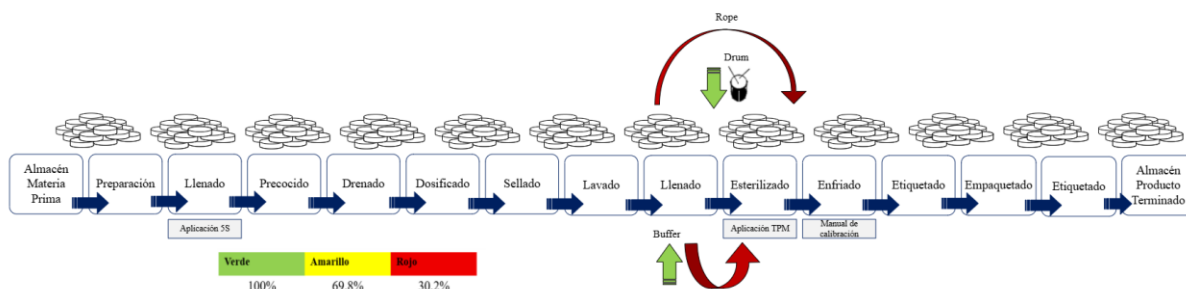 Rope
Drum
Almacén
Materia
Prima
Preparación
Llenado
Precocido
Drenado
Dosificado
Sellado
Lavado
Llenado
Esterilizado
Enfriado
Etiquetado
Empaquetado
Etiquetado
Almacén
Producto
Terminado
Aplicación 5S
Buffer
Aplicación TPM
Manual de
calibración
Verde Amarillo Rojo
100% 69.8% 30.2%